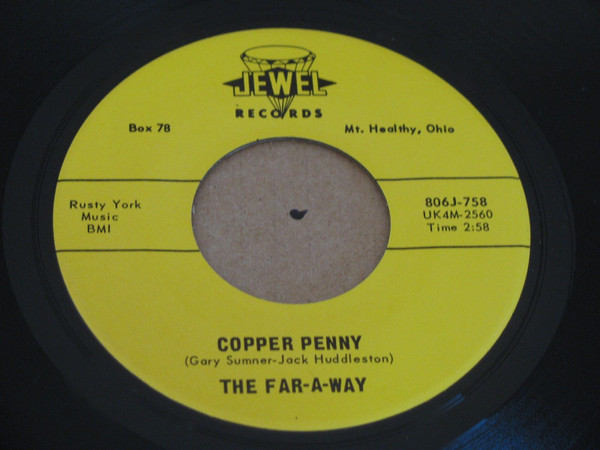 JEWEL
RECORDS
Box 78
Mt. Healthy, Ohio
Rusty York
Music
BMI
806J-758
UK4M-2560
Time 2:58
COPPER PENNY
(Gary Sumner-Jack Huddleston)
THE FAR-A-WAY